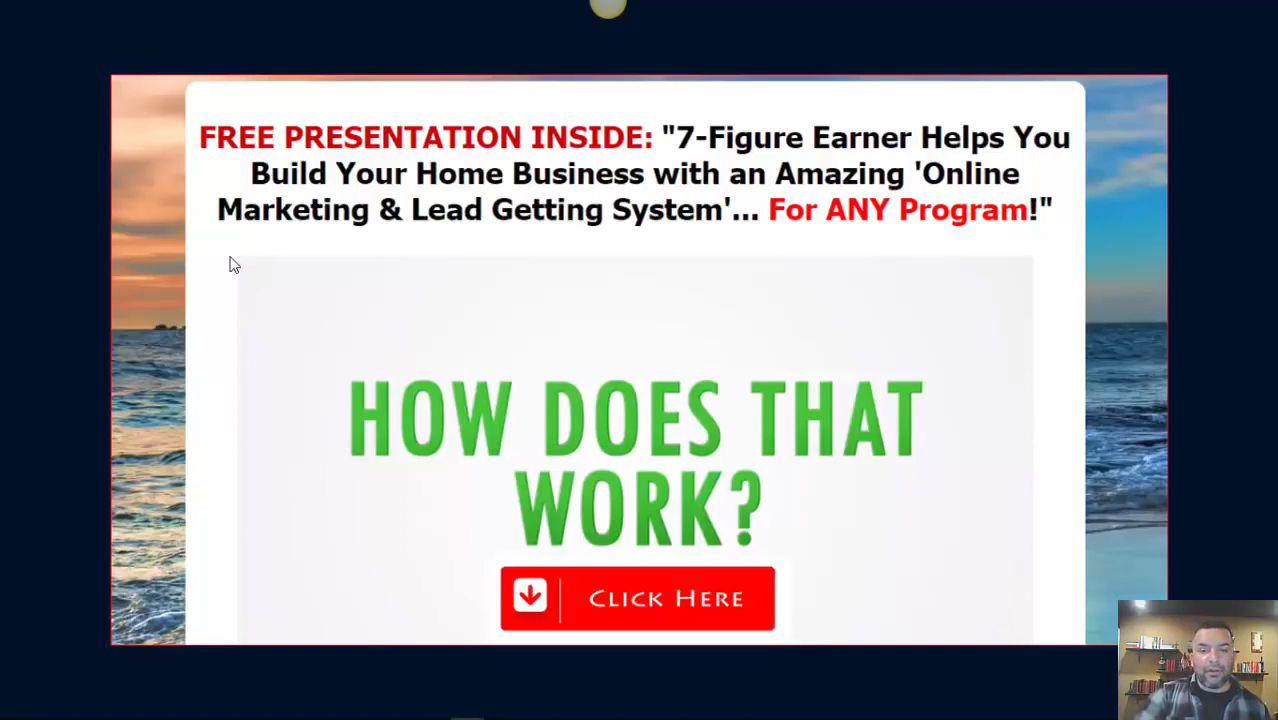 FREE PRESENTATION INSIDE: "7-Figure Earner Helps You
Build Your Home Business with an Amazing 'Online
Marketing & Lead Getting System'... For ANY Program!"
HOW DOES THAT
WORK?
CLICK HERE